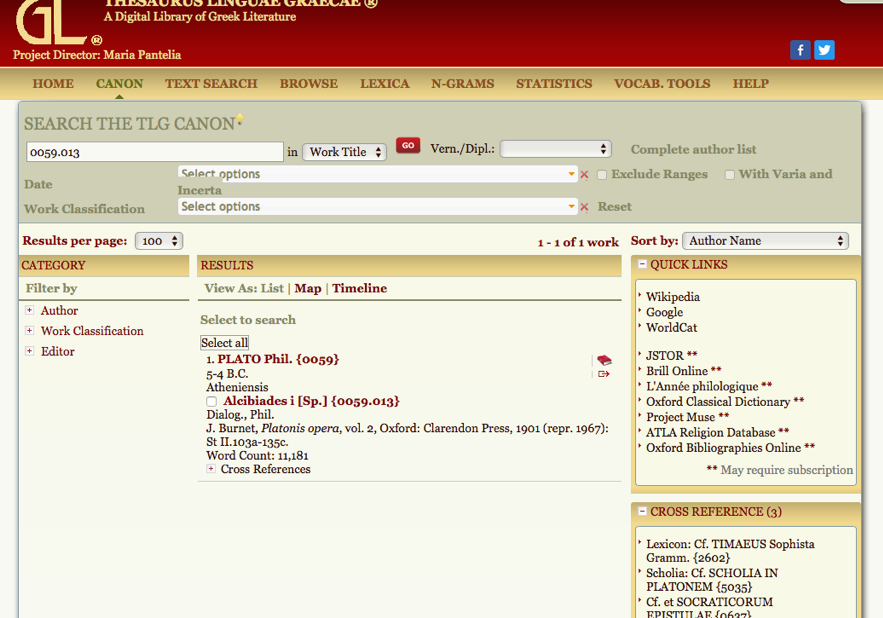 THESAURUS LINGUAE GRAECAE ®
A Digital Library of Greek Literature
GL ®
Project Director: Maria Pantelia
HOME CANON TEXT SEARCH BROWSE LEXICA N-GRAMS STATISTICS VOCAB. TOOLS HELP
SEARCH THE TLG CANON
0059.013 in Work Title GO Vern./Dipl.: Complete author list
Date Select options Exclude Ranges With Varia and
Incerta
Work Classification Select options Reset
Results per page: 100 1 - 1 of 1 work Sort by: Author Name
CATEGORY
Filter by
Author
Work Classification
Editor
RESULTS
View As: List | Map | Timeline
Select to search
Select all
1. PLATO Phil. {0059}
5-4 B.C.
Atheniensis
Alcibiades i [Sp.] {0059.013}
Dialog., Phil.
J. Burnet, Platonis opera, vol. 2, Oxford: Clarendon Press, 1901 (repr. 1967):
St II.103a-135c.
Word Count: 11,181
Cross References
QUICK LINKS
Wikipedia
Google
WorldCat
JSTOR **
Brill Online **
L'Année philologique **
Oxford Classical Dictionary **
Project Muse **
ATLA Religion Database **
Oxford Bibliographies Online **
** May require subscription
CROSS REFERENCE (3)
Lexicon: Cf. TIMAEUS Sophista
Gramm. {2602}
Scholia: Cf. SCHOLIA IN
PLATONEM {5035}
Cf. et SOCRATICORUM
EPISTULAE {0637}